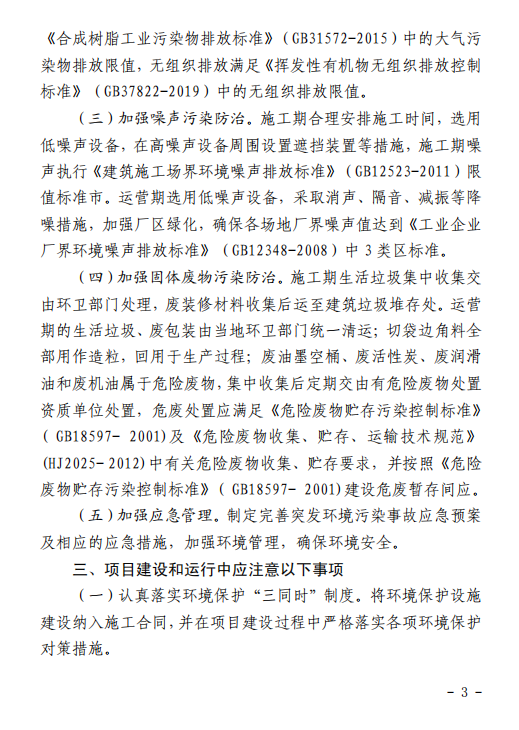 《合成树脂工业污染物排放标准》（GB31572-2015）中的大气污
染物排放限值，无组织排放满足《挥发性有机物无组织排放控制
标准》（GB37822-2019）中的无组织排放限值。
（三）加强噪声污染防治。施工期合理安排施工时间，选用
低噪声设备，在高噪声设备周围设置遮挡装置等措施，施工期噪
声执行《建筑施工场界环境噪声排放标准》（GB12523-2011）限
值标准市。运营期选用低噪声设备，采取消声、隔音、减振等降
噪措施，加强厂区绿化，确保各场地厂界噪声值达到《工业企业
厂界环境噪声排放标准》（GB12348-2008）中 3 类区标准。
（四）加强固体废物污染防治。施工期生活垃圾集中收集交
由环卫部门处理，废装修材料收集后运至建筑垃圾堆存处。运营
期的生活垃圾、废包装由当地环卫部门统一清运；切袋边角料全
部用作造粒，回用于生产过程；废油墨空桶、废活性炭、废润滑
油和废机油属于危险废物，集中收集后定期交由有危险废物处置
资质单位处置，危废处置应满足《危险废物贮存污染控制标准》
( GB18597- 2001)及《危险废物收集、贮存、运输技术规范》
(HJ2025- 2012)中有关危险废物收集、贮存要求，并按照《危险
废物贮存污染控制标准》( GB18597- 2001)建设危废暂存间应。
（五）加强应急管理。制定完善突发环境污染事故应急预案
及相应的应急措施，加强环境管理，确保环境安全。
三、项目建设和运行中应注意以下事项
（一）认真落实环境保护“三同时”制度。将环境保护设施
建设纳入施工合同，并在项目建设过程中严格落实各项环境保护
对策措施。
- 3 -